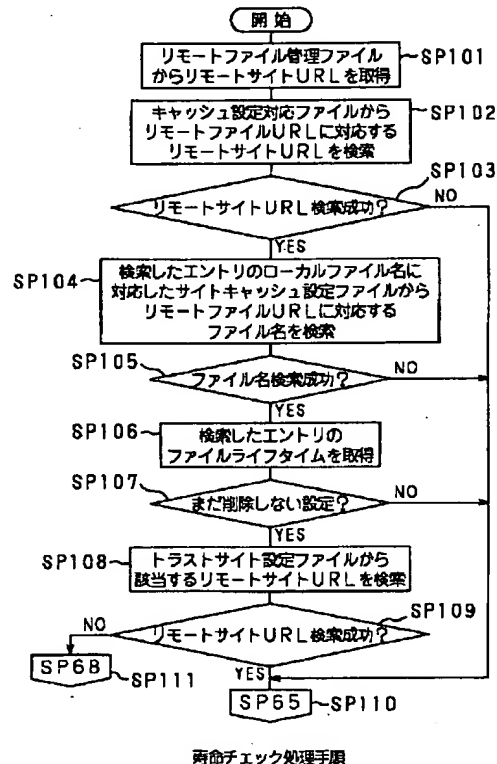 開始
リモートファイル管理ファイル
からリモートサイトURLを取得
SP101
キャッシュ設定対応ファイルから
リモートファイルURLに対応する
リモートサイトURLを検索
SP102
SP103
リモートサイトURL検索成功?
NO
YES
SP104
検索したエントリのローカルファイル名に
対応したサイトキャッシュ設定ファイルから
リモートファイルURLに対応する
ファイル名を検索
SP105
ファイル名検索成功?
NO
YES
SP106
検索したエントリの
ファイルライフタイムを取得
SP107
まだ削除しない設定?
NO
YES
SP108
トラストサイト設定ファイルから
該当するリモートサイトURLを検索
SP109
NO
リモートサイトURL検索成功?
YES
SP68
SP111
SP65
SP110
寿命チェック処理手順